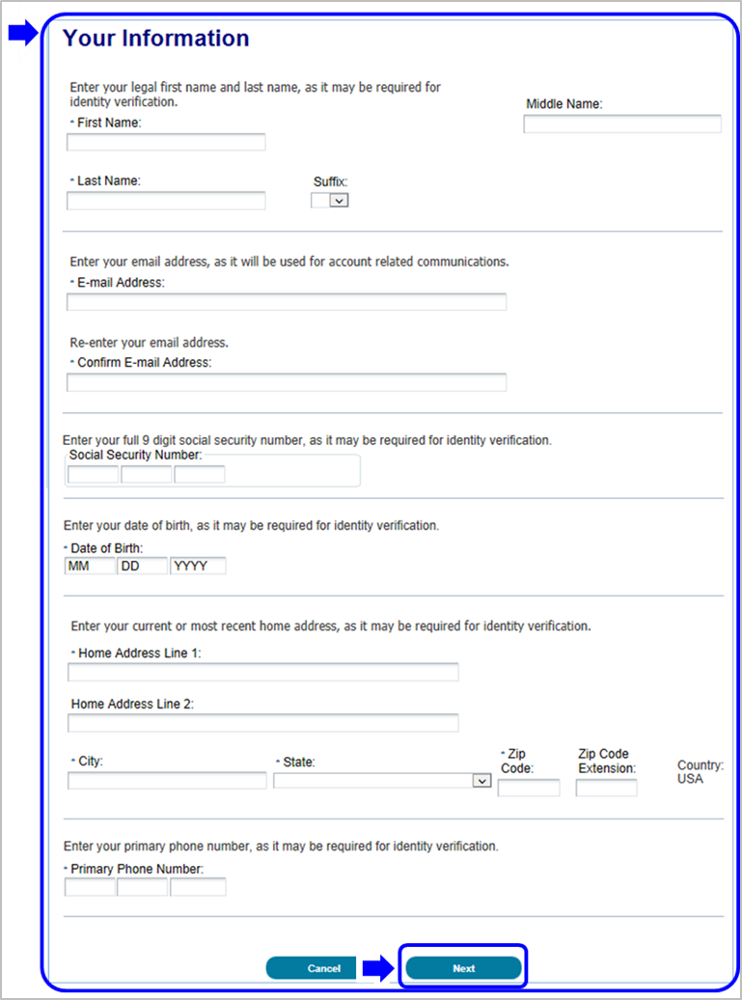 Your Information
Enter your legal first name and last name, as it may be required for
identity verification.
Middle Name:
* First Name:
* Last Name:
Suffix:
Enter your email address, as it will be used for account related communications.
* E-mail Address:
Re-enter your email address.
* Confirm E-mail Address:
Enter your full 9 digit social security number, as it may be required for identity verification.
Social Security Number:
Enter your date of birth, as it may be required for identity verification.
* Date of Birth:
MM DD YYYY
Enter your current or most recent home address, as it may be required for identity verification.
* Home Address Line 1:
Home Address Line 2:
* City:
* State:
* Zip
Code:
Zip Code
Extension:
Country:
USA
Enter your primary phone number, as it may be required for identity verification.
* Primary Phone Number:
Cancel
Next